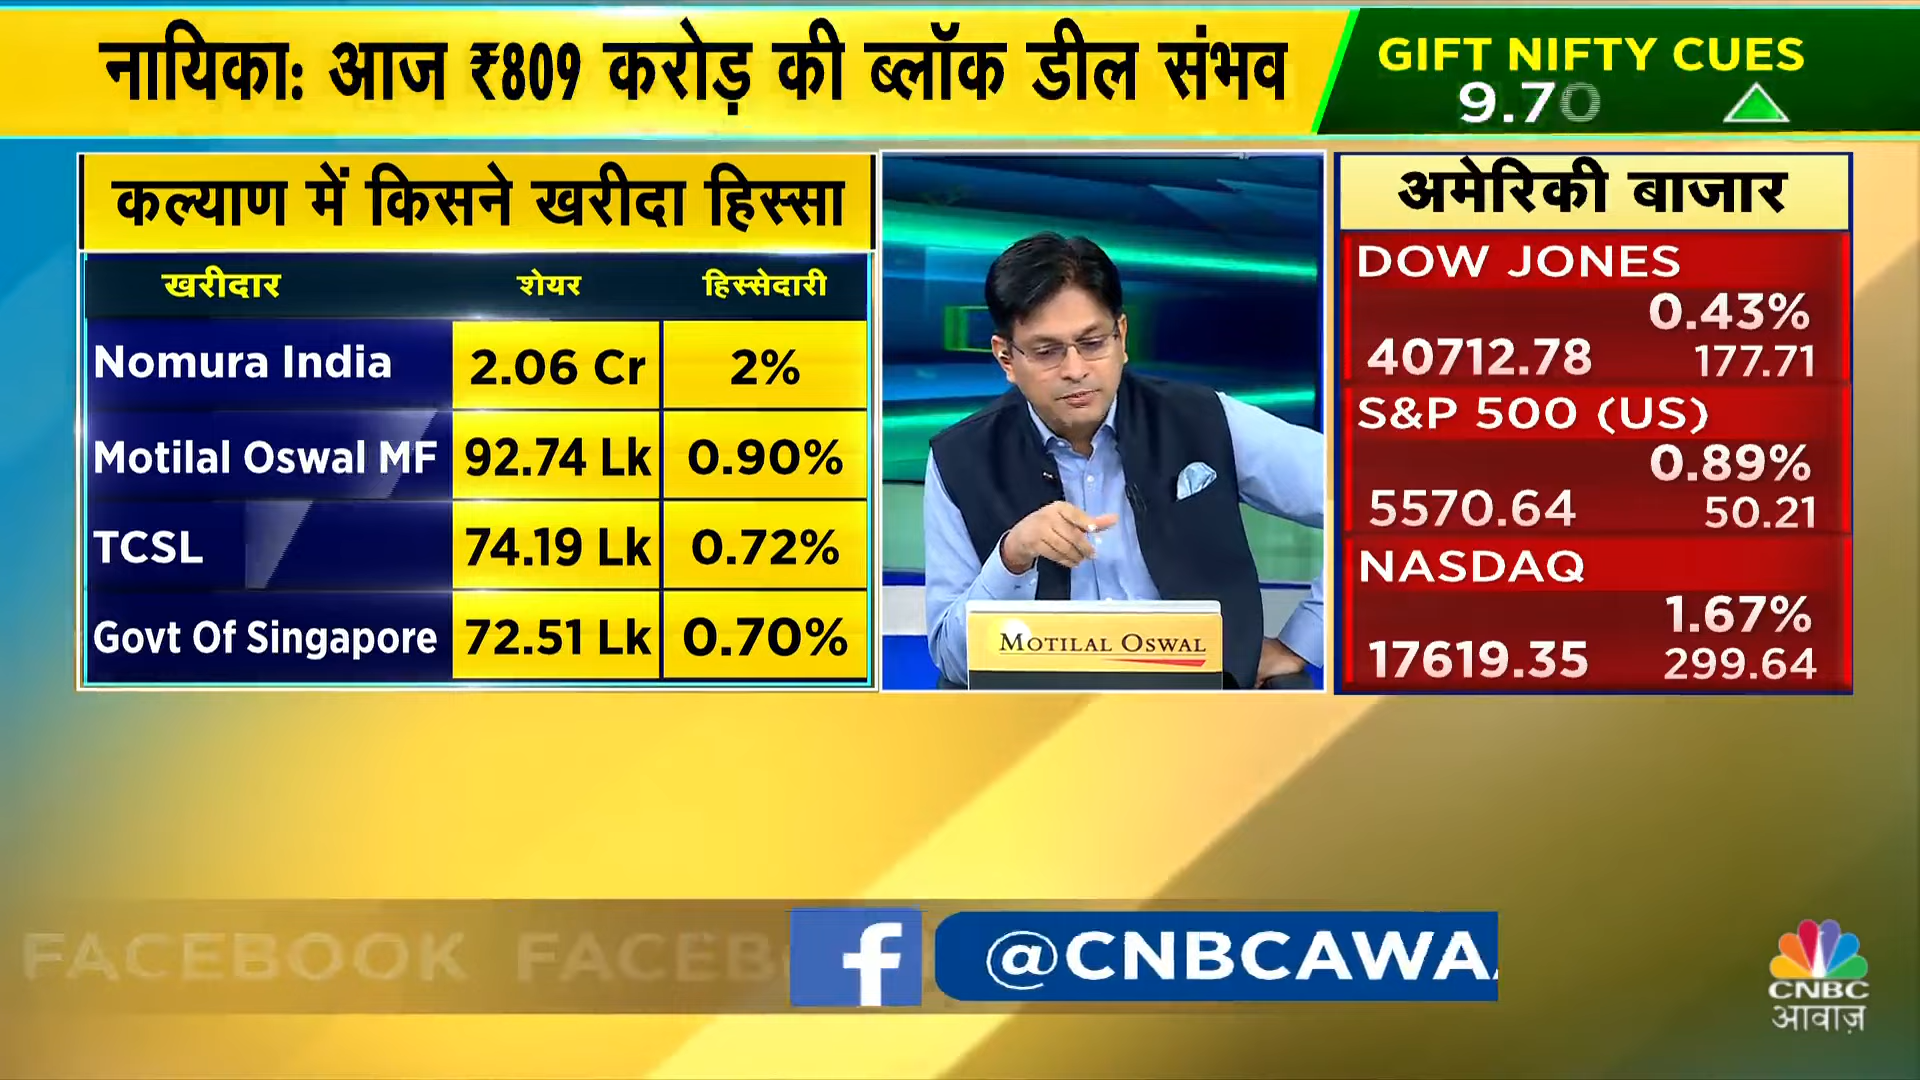 नायिका: आज ₹809 करोड़ की ब्लॉक डील संभव
GIFT NIFTY CUES
9.70
कल्याण में किसने खरीदा हिस्सा
खरीदार शेयर हिस्सेदारी
Nomura India 2.06 Cr 2%
Motilal Oswal MF 92.74 Lk 0.90%
TCSL 74.19 Lk 0.72%
Govt Of Singapore 72.51 Lk 0.70%
MOTILAL OSWAL
अमेरिकी बाजार
DOW JONES
0.43%
40712.78 177.71
S&P 500 (US)
0.89%
5570.64 50.21
NASDAQ
1.67%
17619.35 299.64
FACEBOOK FACEB
f @CNBCAWA
CNBC
आवाज़